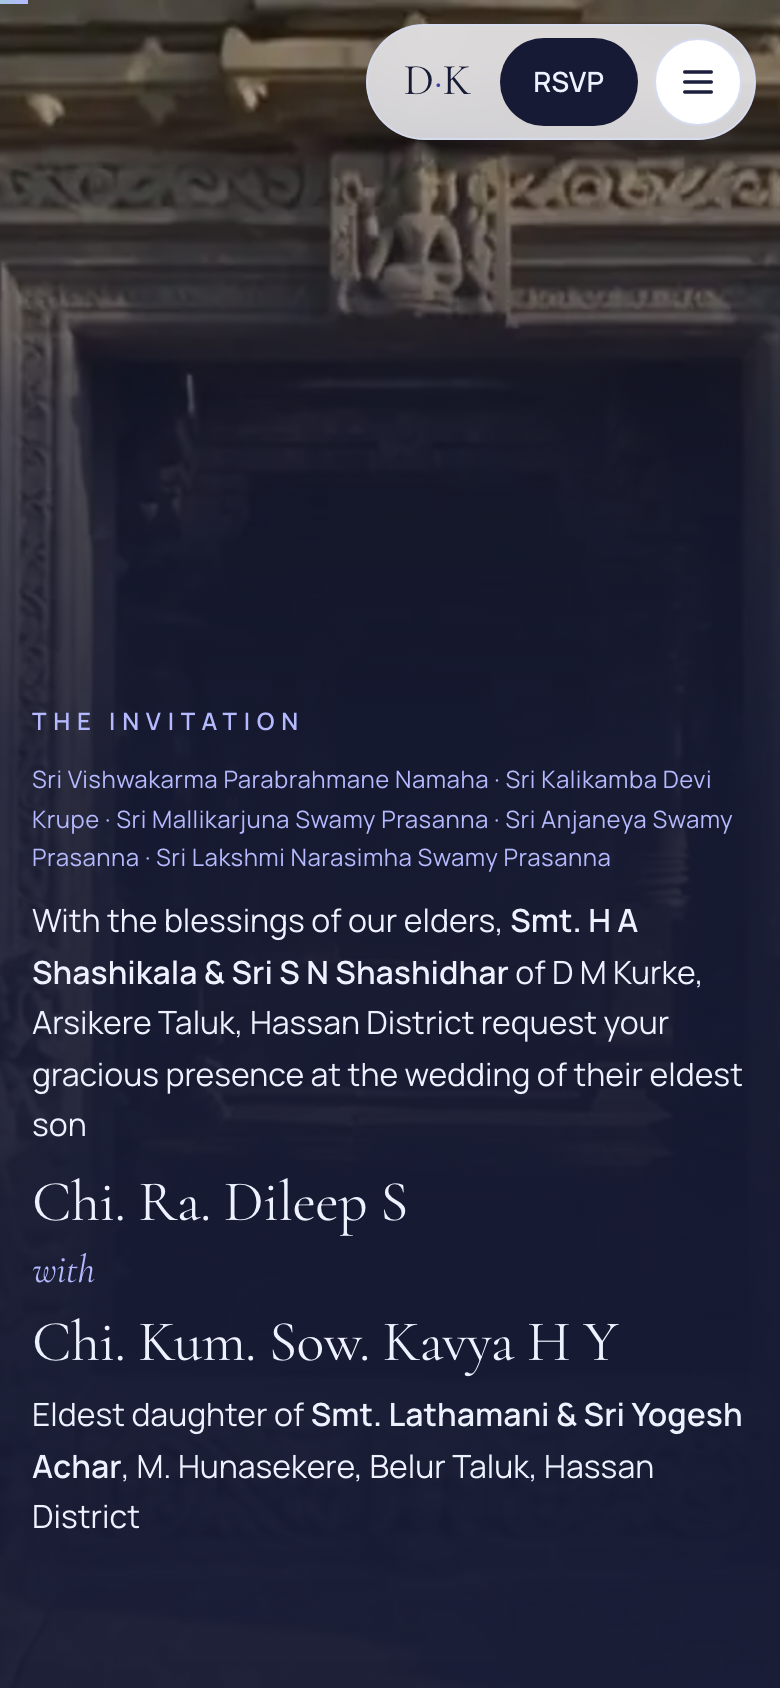 D·K
RSVP
THE INVITATION
Sri Vishwakarma Parabrahmane Namaha · Sri Kalikamba Devi
Krupe · Sri Mallikarjuna Swamy Prasanna · Sri Anjaneya Swamy
Prasanna · Sri Lakshmi Narasimha Swamy Prasanna
With the blessings of our elders, Smt. H A
Shashikala & Sri S N Shashidhar of D M Kurke,
Arsikere Taluk, Hassan District request your
gracious presence at the wedding of their eldest
son
Chi. Ra. Dileep S
with
Chi. Kum. Sow. Kavya H Y
Eldest daughter of Smt. Lathamani & Sri Yogesh
Achar, M. Hunasekere, Belur Taluk, Hassan
District